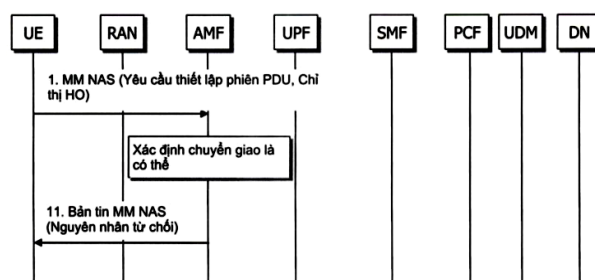 UE RAN AMF UPF SMF PCF UDM DN
1. MM NAS (Yêu cầu thiết lập phiên PDU, Chỉ
thị HO)
Xác định chuyển giao là
có thể
11. Bản tin MM NAS
(Nguyên nhân từ chối)